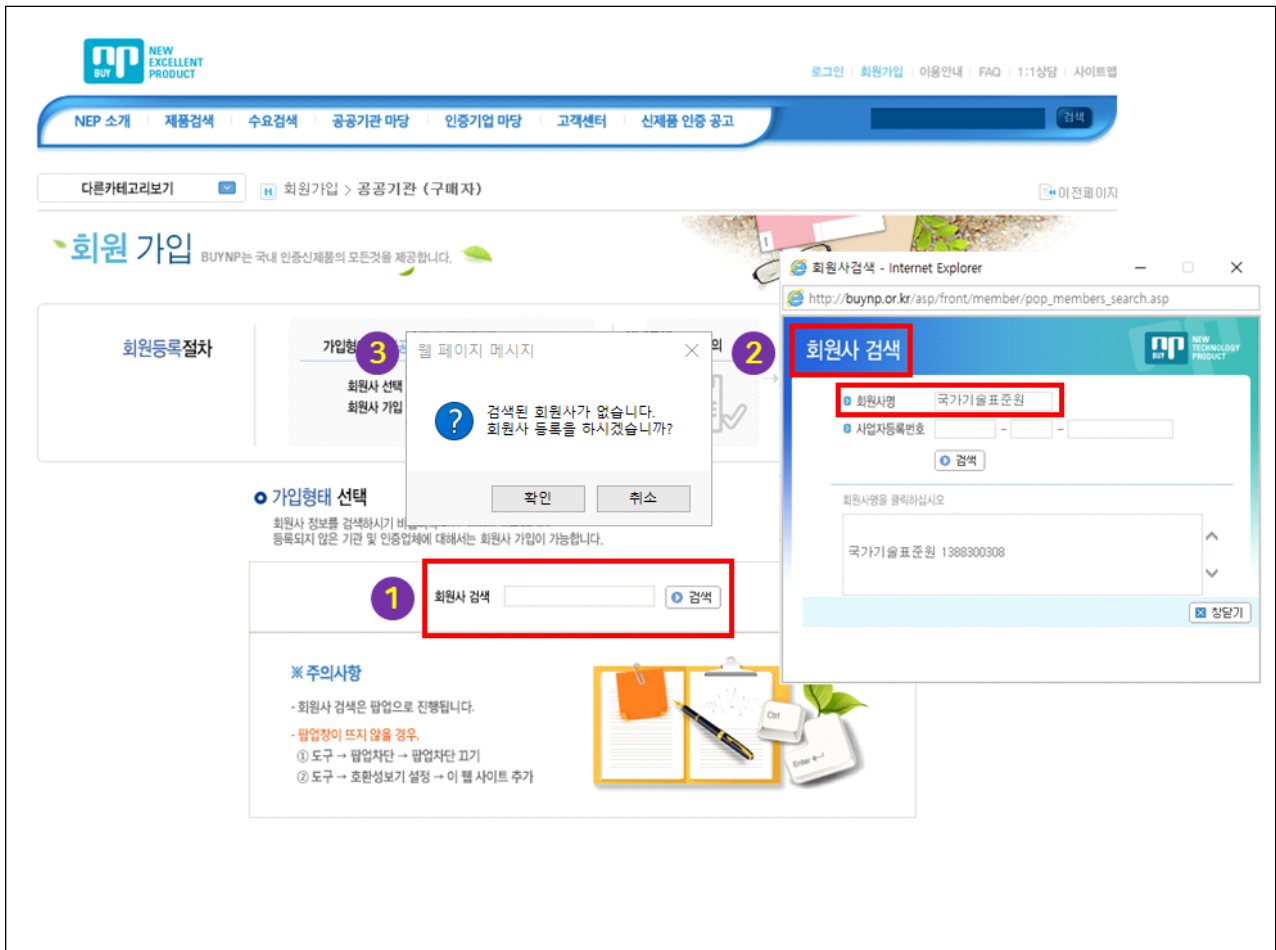 BUY np NEW
EXCELLENT
PRODUCT
로그인 | 회원가입 | 이용안내 | FAQ | 1:1상담 | 사이트맵
NEP 소개 제품검색 수요검색 공공기관 마당 인증기업 마당 고객센터 신제품 인증 공고 검색
다른카테고리보기 H 회원가입 > 공공기관 (구매자) 이전페이지
회원 가입 BUYNP는 국내 인증신제품의 모든것을 제공합니다.
회원등록절차
가입형
회원사 선택
회원사 가입
의
3
웹 페이지 메시지
검색된 회원사가 없습니다.
회원사 등록을 하시겠습니까?
확인 취소
2
회원사검색 - Internet Explorer
http://buynp.or.kr/asp/front/member/pop_members_search.asp
회원사 검색
BUY np NEW
TECHNOLOGY
PRODUCT
회원사명 국가기술표준원
사업자등록번호 - -
검색
회원사명을 클릭하십시오
국가기술표준원 1388300308
창닫기
가입형태 선택
회원사 정보를 검색하시기 바
등록되지 않은 기관 및 인증업체에 대해서는 회원사 가입이 가능합니다.
1
회원사 검색 검색
※ 주의사항
- 회원사 검색은 팝업으로 진행됩니다.
- 팝업창이 뜨지 않을 경우,
① 도구 → 팝업차단 → 팝업차단 끄기
② 도구 → 호환성보기 설정 → 이 웹 사이트 추가
Ctrl
Enter